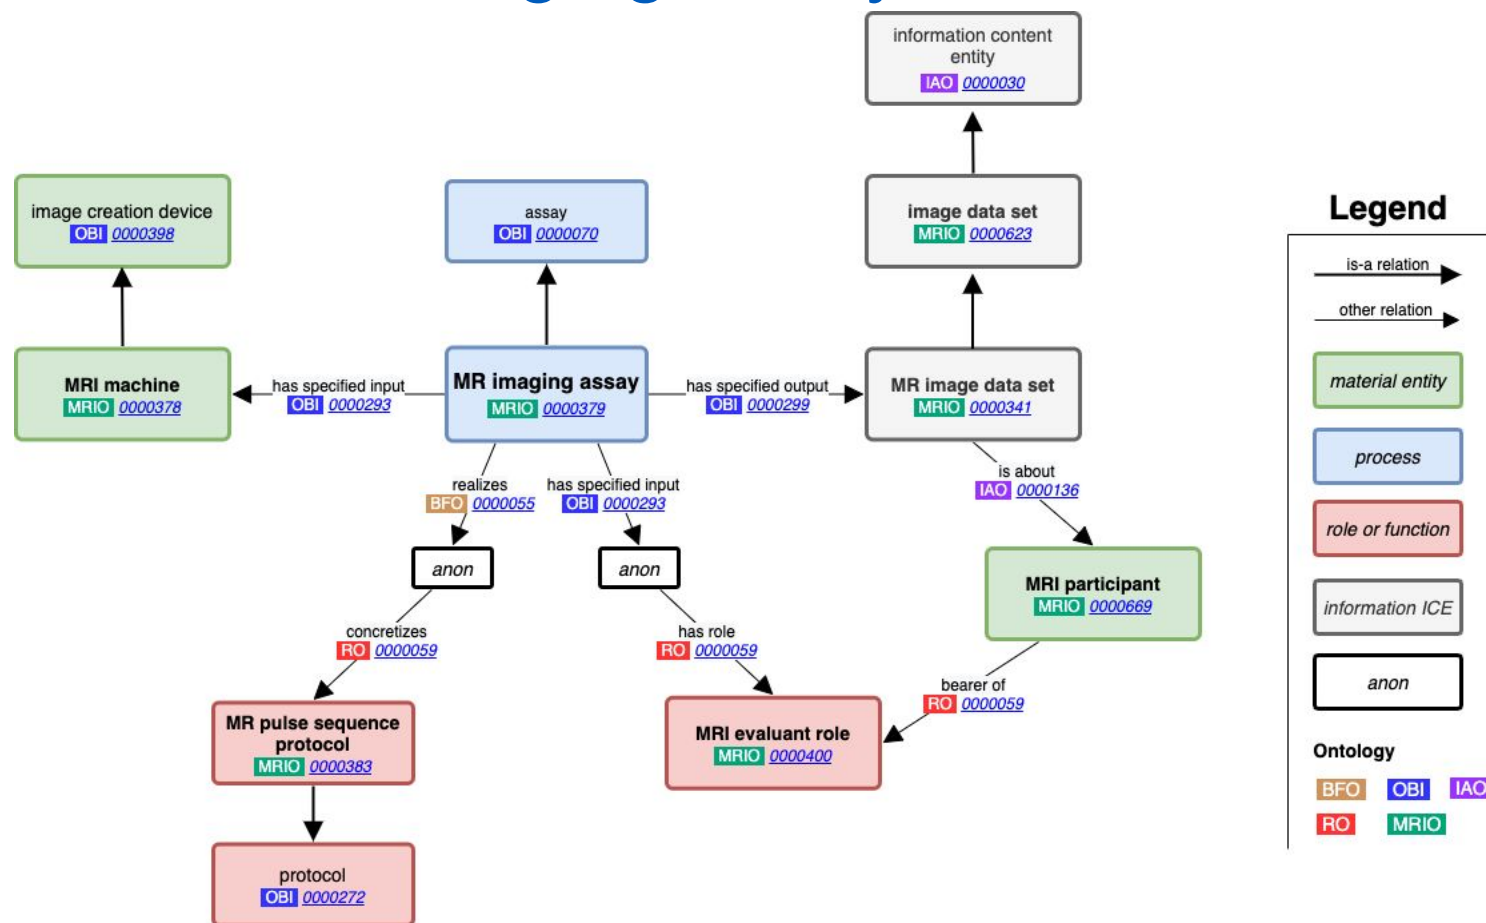 information content
entity
IAO 0000030
image creation device
OBI 0000398
assay
OBI 0000070
image data set
MRIO 0000623
MRI machine
MRIO 0000378
has specified input
OBI 0000293
MR imaging assay
MRIO 0000379
has specified output
OBI 0000299
MR image data set
MRIO 0000341
realizes
BFO 0000055
has specified input
OBI 0000293
is about
IAO 0000136
anon
anon
MRI participant
MRIO 0000669
concretizes
RO 0000059
has role
RO 0000059
bearer of
RO 0000059
MR pulse sequence
protocol
MRIO 0000383
MRI evaluant role
MRIO 0000400
protocol
OBI 0000272
Legend
is-a relation
other relation
material entity
process
role or function
information ICE
anon
Ontology
BFO OBI IAO
RO MRIO